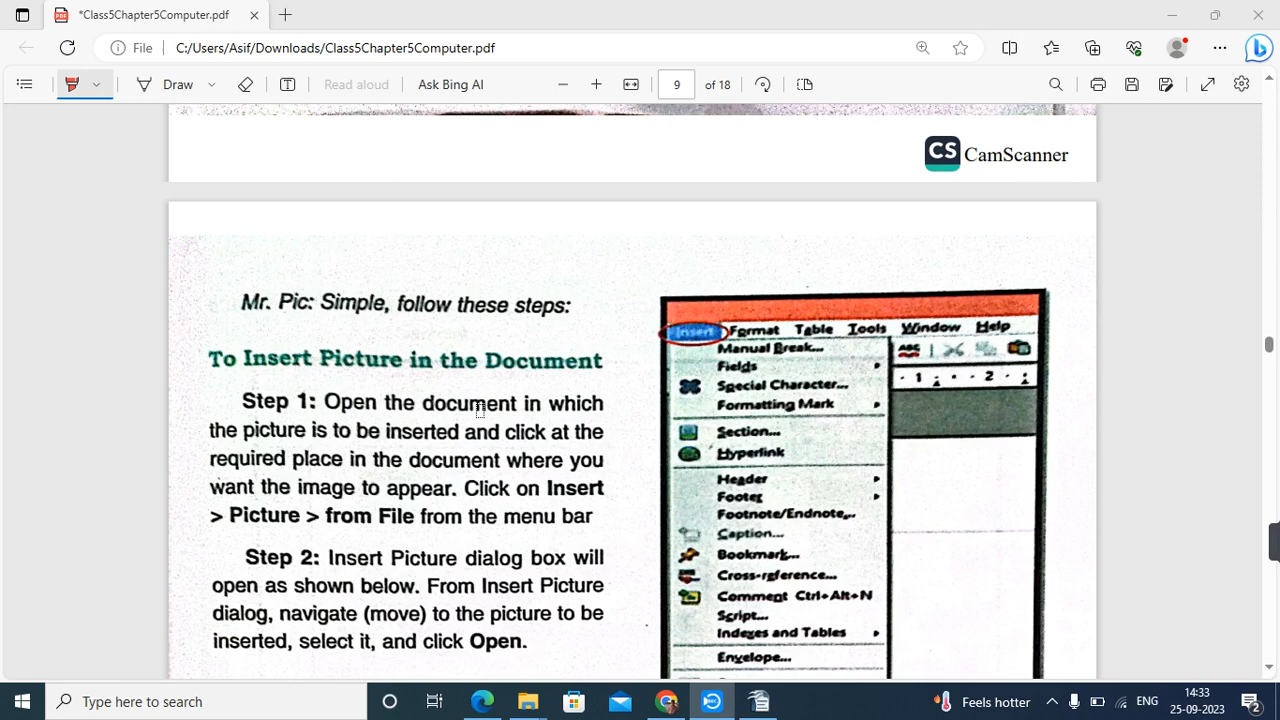 *Class5Chapter5Computer.pdf
File C:/Users/Asif/Downloads/Class5Chapter5Computer.pdf
Draw Read aloud Ask Bing AI 9 of 18
CS CamScanner
Mr. Pic: Simple, follow these steps:
To Insert Picture in the Document
Step 1: Open the document in which
the picture is to be inserted and click at the
required place in the document where you
want the image to appear. Click on Insert
> Picture > from File from the menu bar
Step 2: Insert Picture dialog box will
open as shown below. From Insert Picture
dialog, navigate (move) to the picture to be
inserted, select it, and click Open.
Insert Format Table Tools Window Help
Manual Break...
Fields
Special Character...
Formatting Mark
Section...
Hyperlink
Header
Footer
Footnote/Endnote...
Caption...
Bookmark...
Cross-reference...
Comment Ctrl+Alt+N
Script...
Indexes and Tables
Envelope...
ABC
1 2
Type here to search
Feels hotter ENG 14:33
25-09-2023 2